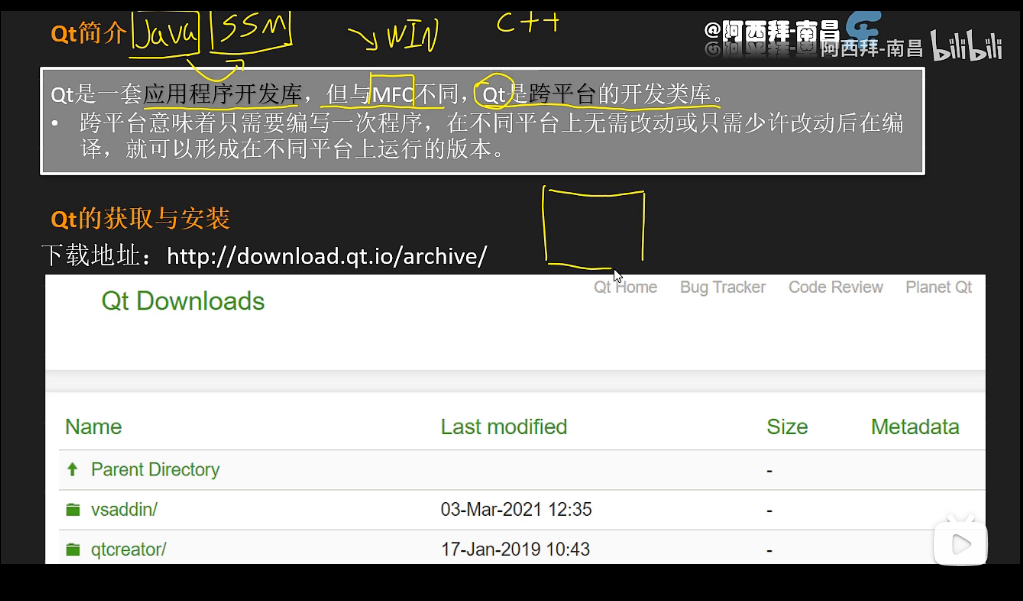 Qt简介 Java SSM WIN C++
@阿西拜-南昌
阿西拜-南昌 bilibili
Qt是一套应用程序开发库，但与MFC不同，Qt是跨平台的开发类库。
• 跨平台意味着只需要编写一次程序，在不同平台上无需改动或只需少许改动后在编
译，就可以形成在不同平台上运行的版本。
Qt的获取与安装
下载地址：http://download.qt.io/archive/
Qt Home Bug Tracker Code Review Planet Qt
Qt Downloads
Name Last modified Size Metadata
Parent Directory -
vsaddin/ 03-Mar-2021 12:35 -
qtcreator/ 17-Jan-2019 10:43 -